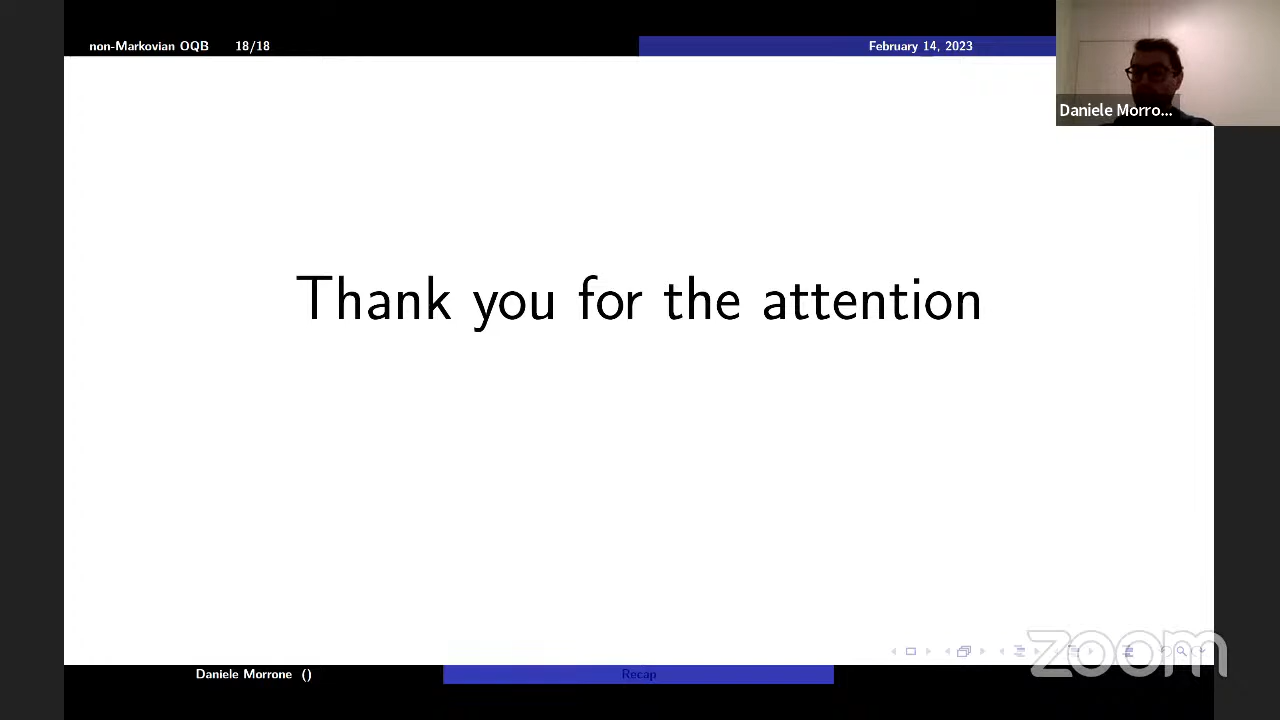 non-Markovian OQB 18/18
February 14, 2023
Daniele Morro...
Thank you for the attention
zoom
Daniele Morrone ()
Recap